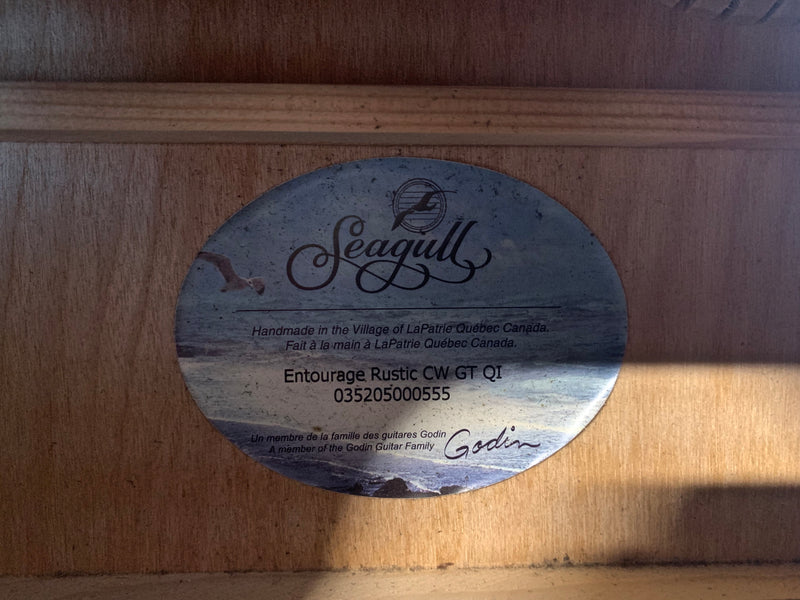 Seagull
Handmade in the Village of LaPatrie Québec Canada.
Fait à la main à LaPatrie Québec Canada.
Entourage Rustic CW GT QI
035205000555
Un membre de la famille des guitares Godin
A member of the Godin Guitar Family
Godin